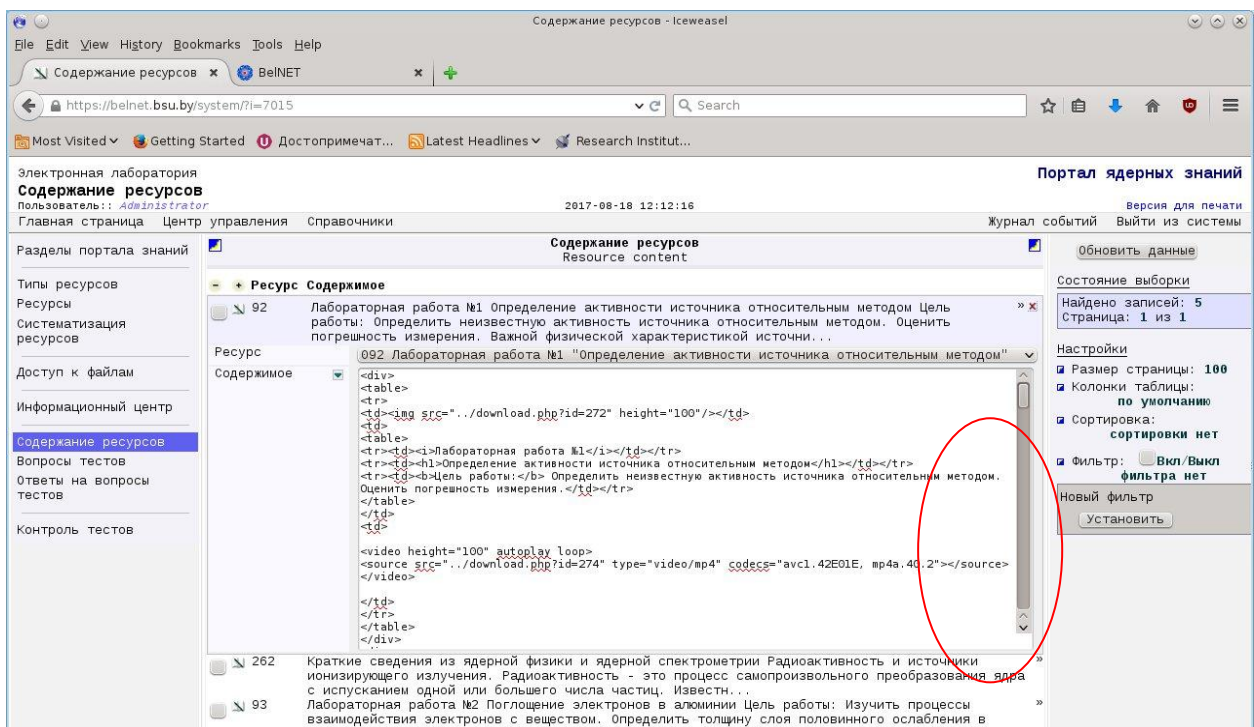 Содержание ресурсов - Iceweasel
File Edit View History Bookmarks Tools Help
Содержание ресурсов BelNET
https://belnet.bsu.by/system/?i=7015 Search
Most Visited Getting Started Достопримечат... Latest Headlines Research Institut...
Электронная лаборатория Портал ядерных знаний
Содержание ресурсов
Пользователь:: Administrator 2017-08-18 12:12:16 Версия для печати
Главная страница Центр управления Справочники Журнал событий Выйти из системы
Разделы портала знаний
Типы ресурсов
Ресурсы
Систематизация
ресурсов
Доступ к файлам
Информационный центр
Содержание ресурсов
Вопросы тестов
Ответы на вопросы
тестов
Контроль тестов
Содержание ресурсов
Resource content
- + Ресурс Содержимое
92 Лабораторная работа №1 Определение активности источника относительным методом Цель » x
работы: Определить неизвестную активность источника относительным методом. Оценить
погрешность измерения. Важной физической характеристикой источни...
Ресурс 092 Лабораторная работа №1 "Определение активности источника относительным методом"
Содержимое <div>
<table>
<tr>
<td><img src="../download.php?id=272" height="100"/></td>
<td>
<table>
<tr><td><i>Лабораторная работа №1</i></td></tr>
<tr><td><h1>Определение активности источника относительным методом</h1></td></tr>
<tr><td><b>Цель работы:</b> Определить неизвестную активность источника относительным методом.
Оценить погрешность измерения.</td></tr>
</table>
</td>
<td>
<video height="100" autoplay loop>
<source src="../download.php?id=274" type="video/mp4" codecs="avc1.42E01E, mp4a.40.2"></source>
</video>
</td>
</tr>
</table>
</div>
262 Краткие сведения из ядерной физики и ядерной спектрометрии Радиоактивность и источники »
ионизирующего излучения. Радиоактивность - это процесс самопроизвольного преобразования ядра
с испусканием одной или большего числа частиц. Известн...
93 Лабораторная работа №2 Поглощение электронов в алюминии Цель работы: Изучить процессы »
взаимодействия электронов с веществом. Определить толщину слоя половинного ослабления в
Обновить данные
Состояние выборки
Найдено записей: 5
Страница: 1 из 1
Настройки
Размер страницы: 100
Колонки таблицы:
по умолчанию
Сортировка:
сортировки нет
Фильтр: Вкл/Выкл
фильтра нет
Новый фильтр
Установить